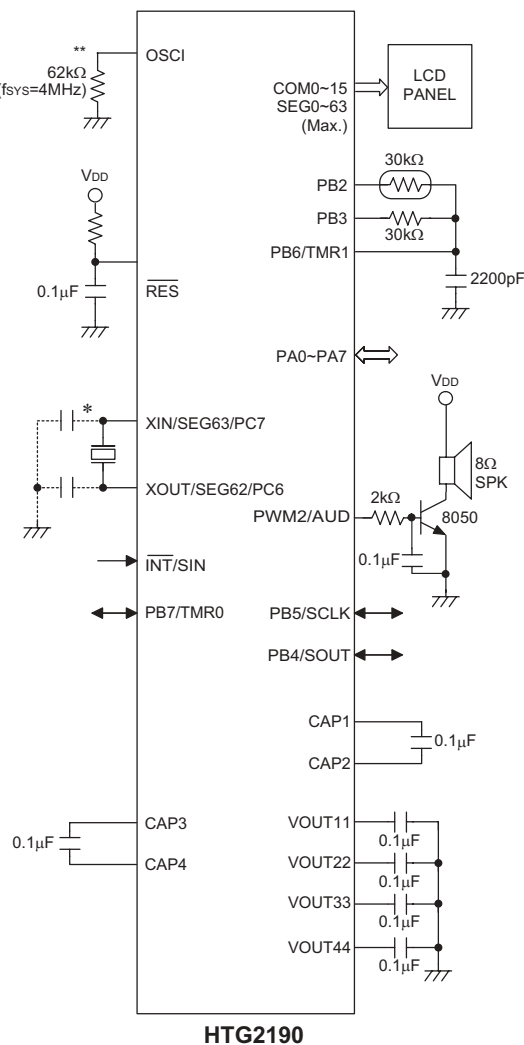 **
OSCI
62kΩ
(fSYS=4MHz)
VDD
0.1μF
RES
*
XIN/SEG63/PC7
XOUT/SEG62/PC6
INT/SIN
PB7/TMR0
0.1μF
CAP3
CAP4
COM0~15
SEG0~63
(Max.)
LCD
PANEL
30kΩ
PB2
PB3
30kΩ
PB6/TMR1
2200pF
PA0~PA7
VDD
8Ω
SPK
2kΩ
PWM2/AUD
8050
0.1μF
PB5/SCLK
PB4/SOUT
CAP1
0.1μF
CAP2
VOUT11
0.1μF
VOUT22
0.1μF
VOUT33
0.1μF
VOUT44
0.1μF
HTG2190